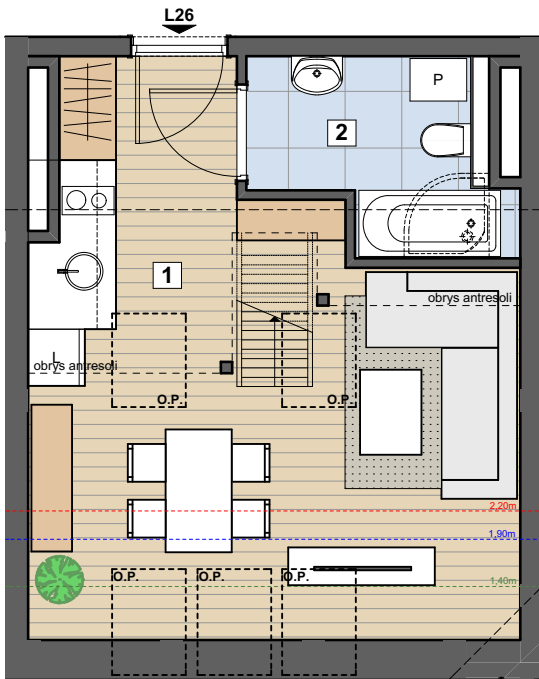 L26
P
2
1
obrys antresoli
L
obrys antresoli
O.P.
O.P.
2,20m
1,90m
O.P.
O.P.
O.P.
1,40m